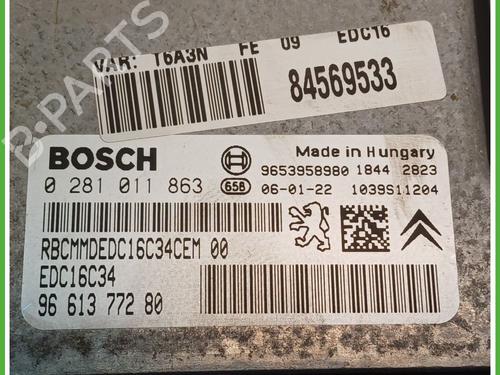 VAR: T6A3N FE 09 EDC16
84569533
B-PARTS
BOSCH
Made in Hungary
9653958980 1844 2823
0 281 011 863 658 06-01-22 1039S11204
RBCMMDEDC16C34CEM 00
EDC16C34
96 613 772 80